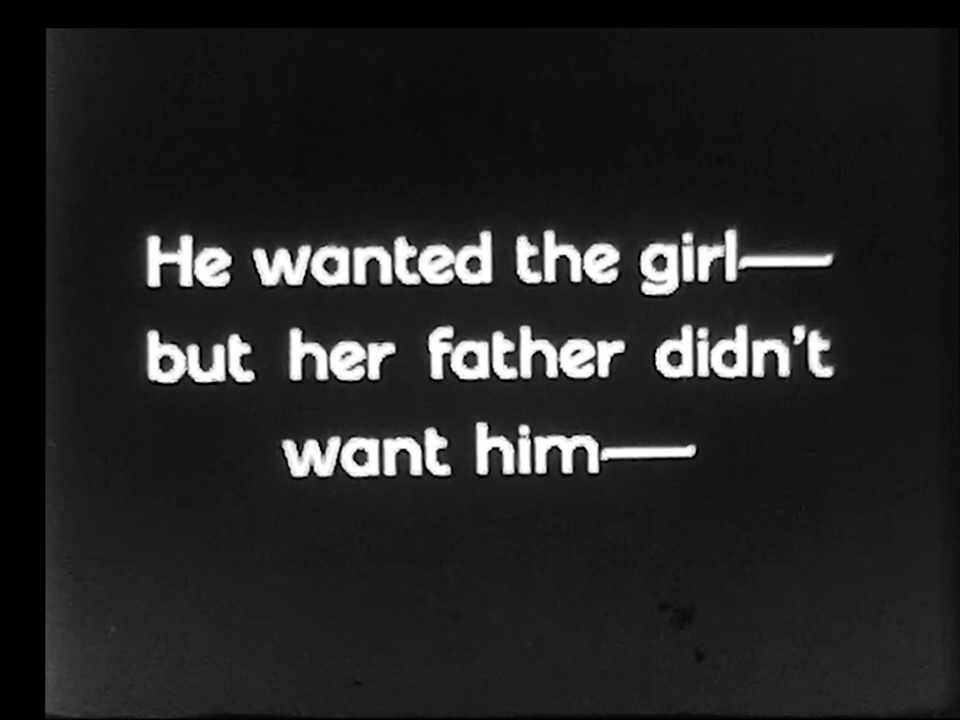 He wanted the girl—
but her father didn't
want him—